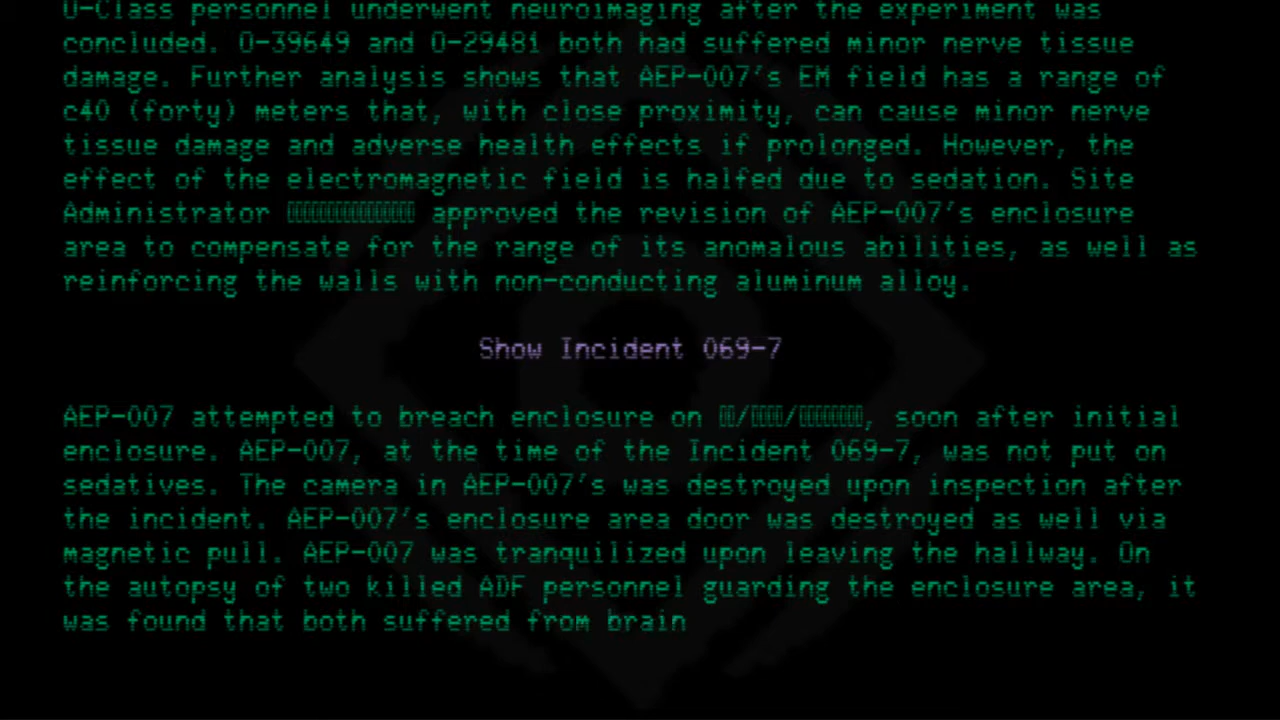 O-Class personnel underwent neuroimaging after the experiment was
concluded. O-39649 and O-29481 both had suffered minor nerve tissue
damage. Further analysis shows that AEP-007's EM field has a range of
c40 (forty) meters that, with close proximity, can cause minor nerve
tissue damage and adverse health effects if prolonged. However, the
effect of the electromagnetic field is halfed due to sedation. Site
Administrator approved the revision of AEP-007's enclosure
area to compensate for the range of its anomalous abilities, as well as
reinforcing the walls with non-conducting aluminum alloy.
Show Incident 069-7
AEP-007 attempted to breach enclosure on ▯▯/▯▯▯▯/▯▯▯▯▯▯▯▯, soon after initial
enclosure. AEP-007, at the time of the Incident 069-7, was not put on
sedatives. The camera in AEP-007's was destroyed upon inspection after
the incident. AEP-007's enclosure area door was destroyed as well via
magnetic pull. AEP-007 was tranquilized upon leaving the hallway. On
the autopsy of two killed ADF personnel guarding the enclosure area, it
was found that both suffered from brain